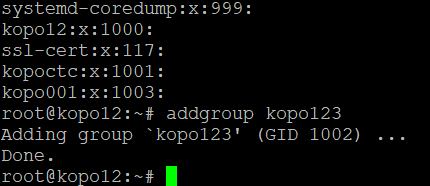 systemd-coredump:x:999:
kopo12:x:1000:
ssl-cert:x:117:
kopoctc:x:1001:
kopo001:x:1003:
root@kopo12:~# addgroup kopo123
Adding group `kopo123' (GID 1002) ...
Done.
root@kopo12:~#